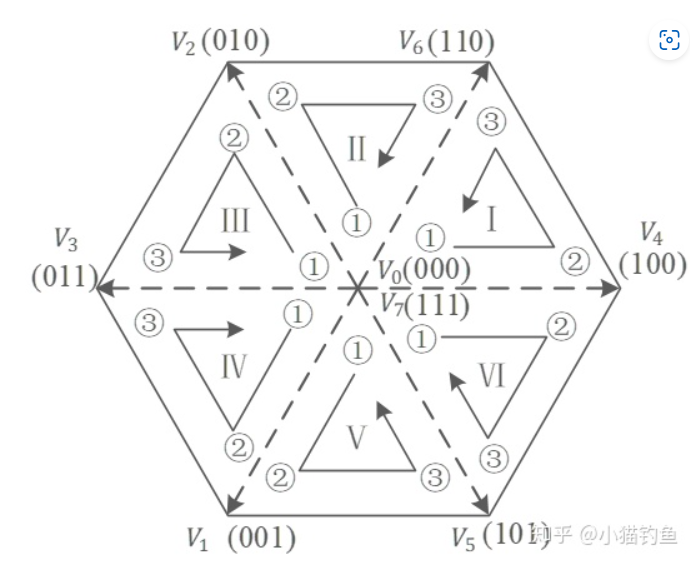 V₂ (010)
V₆ (110)
②
③
③
②
II
III
I
①
①
②
V₃
(011)
③
①
V₀(000)
V₇(111)
V₄
(100)
③
①
①
①
②
IV
VI
V
②
②
③
③
V₁ (001)
V₅ (101)
知乎 @小猫钓鱼